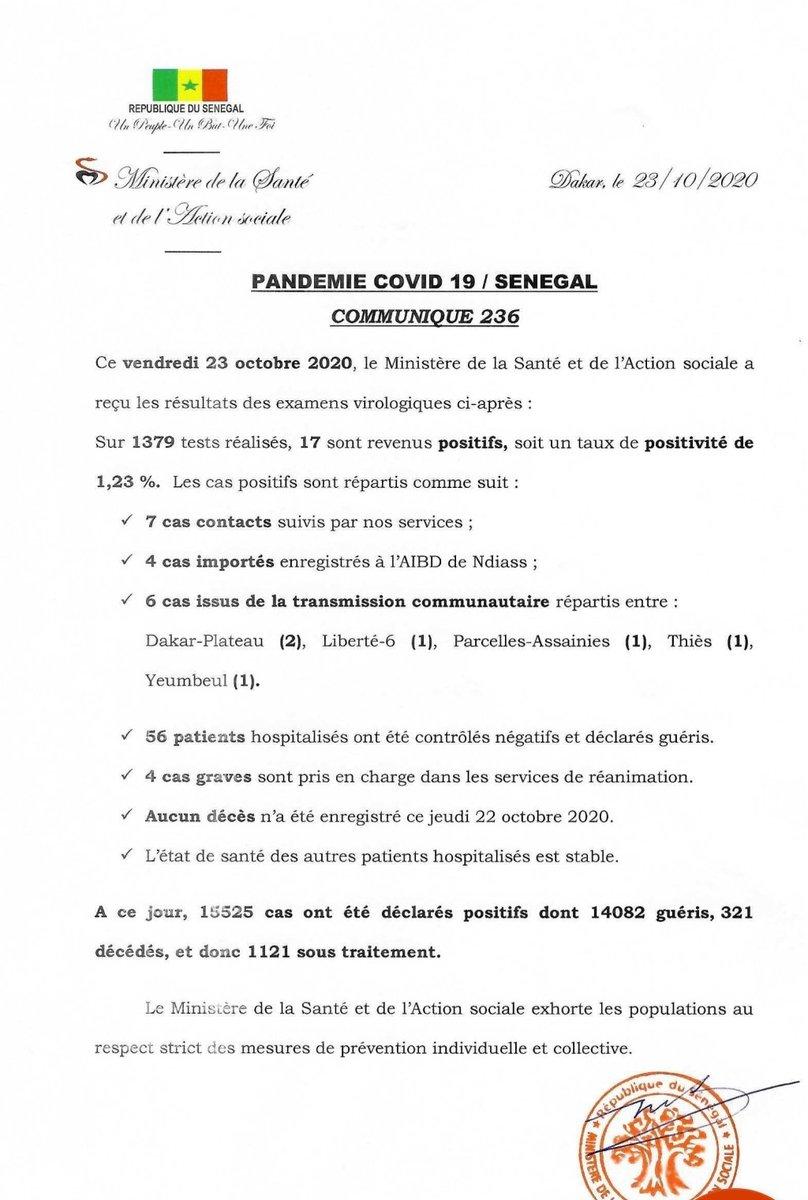 REPUBLIQUE DU SENEGAL
Un Peuple-Un But-Une Foi
Ministère de la Santé
et de l'Action sociale
Dakar, le 23/10/2020
PANDEMIE COVID 19 / SENEGAL
COMMUNIQUE 236
Ce vendredi 23 octobre 2020, le Ministère de la Santé et de l'Action sociale a
reçu les résultats des examens virologiques ci-après :
Sur 1379 tests réalisés, 17 sont revenus positifs, soit un taux de positivité de
1,23 %. Les cas positifs sont répartis comme suit :
✓ 7 cas contacts suivis par nos services ;
✓ 4 cas importés enregistrés à l'AIBD de Ndiass ;
✓ 6 cas issus de la transmission communautaire répartis entre :
Dakar-Plateau (2), Liberté-6 (1), Parcelles-Assainies (1), Thiès (1),
Yeumbeul (1).
✓ 56 patients hospitalisés ont été contrôlés négatifs et déclarés guéris.
✓ 4 cas graves sont pris en charge dans les services de réanimation.
✓ Aucun décès n'a été enregistré ce jeudi 22 octobre 2020.
✓ L'état de santé des autres patients hospitalisés est stable.
A ce jour, 15525 cas ont été déclarés positifs dont 14082 guéris, 321
décédés, et donc 1121 sous traitement.
Le Ministère de la Santé et de l'Action sociale exhorte les populations au
respect strict des mesures de prévention individuelle et collective.
République du Sénégal
MINISTERE DE
SOCIALE